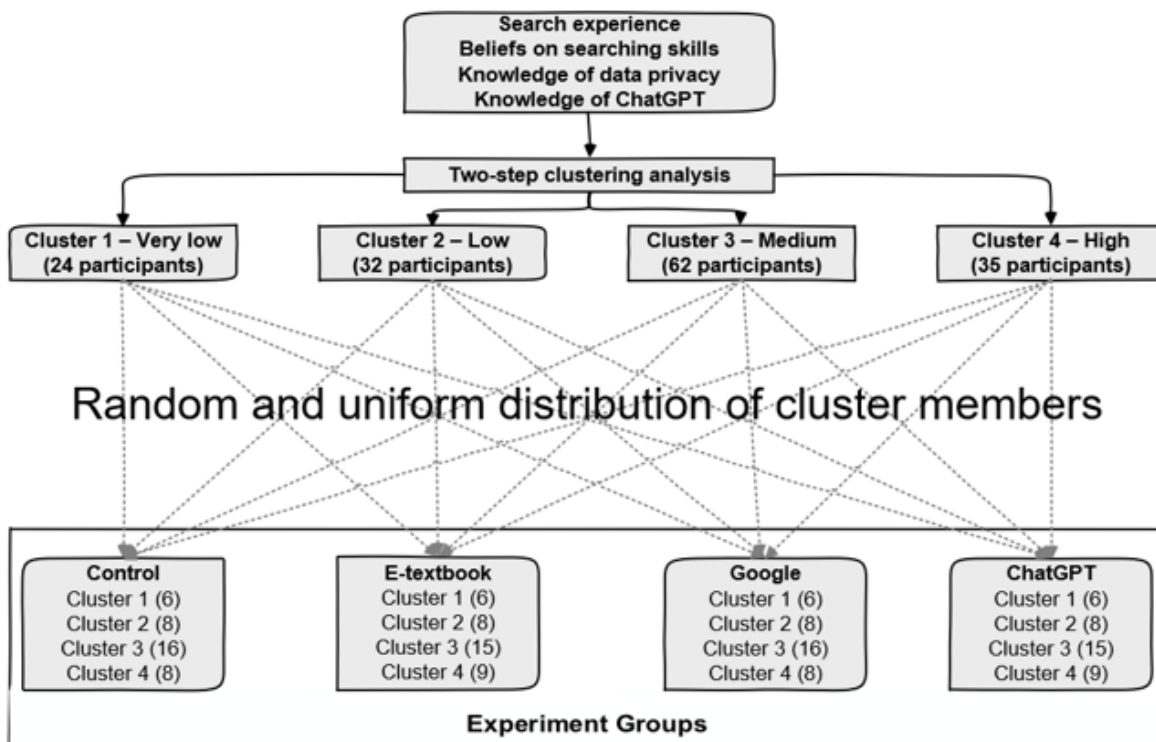 Search experience
Beliefs on searching skills
Knowledge of data privacy
Knowledge of ChatGPT
Two-step clustering analysis
Cluster 1 – Very low
(24 participants)
Cluster 2 – Low
(32 participants)
Cluster 3 – Medium
(62 participants)
Cluster 4 – High
(35 participants)
Random and uniform distribution of cluster members
Control
Cluster 1 (6)
Cluster 2 (8)
Cluster 3 (16)
Cluster 4 (8)
E-textbook
Cluster 1 (6)
Cluster 2 (8)
Cluster 3 (15)
Cluster 4 (9)
Google
Cluster 1 (6)
Cluster 2 (8)
Cluster 3 (16)
Cluster 4 (8)
ChatGPT
Cluster 1 (6)
Cluster 2 (8)
Cluster 3 (15)
Cluster 4 (9)
Experiment Groups